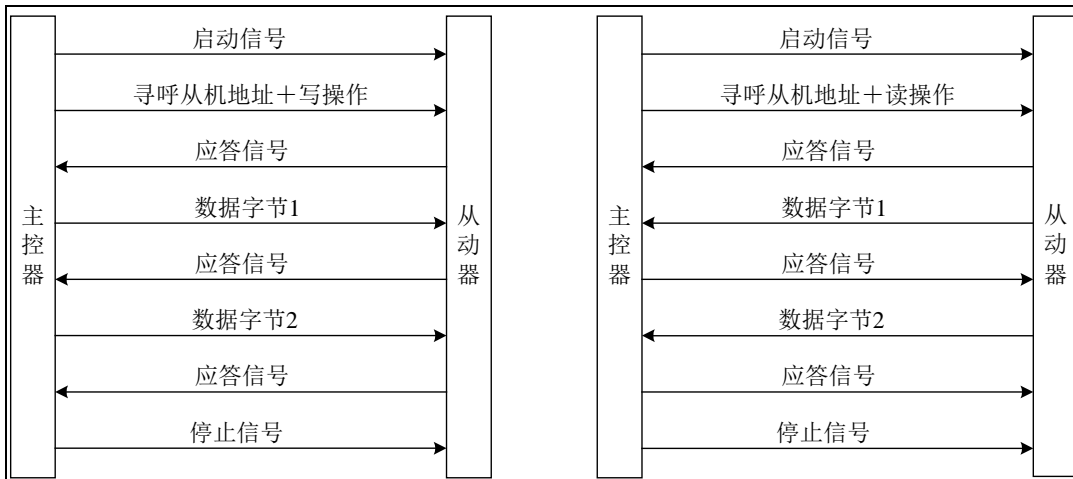 主控器
启动信号
寻呼从机地址＋写操作
应答信号
数据字节1
应答信号
数据字节2
应答信号
停止信号
从动器
主控器
启动信号
寻呼从机地址＋读操作
应答信号
数据字节1
应答信号
数据字节2
应答信号
停止信号
从动器